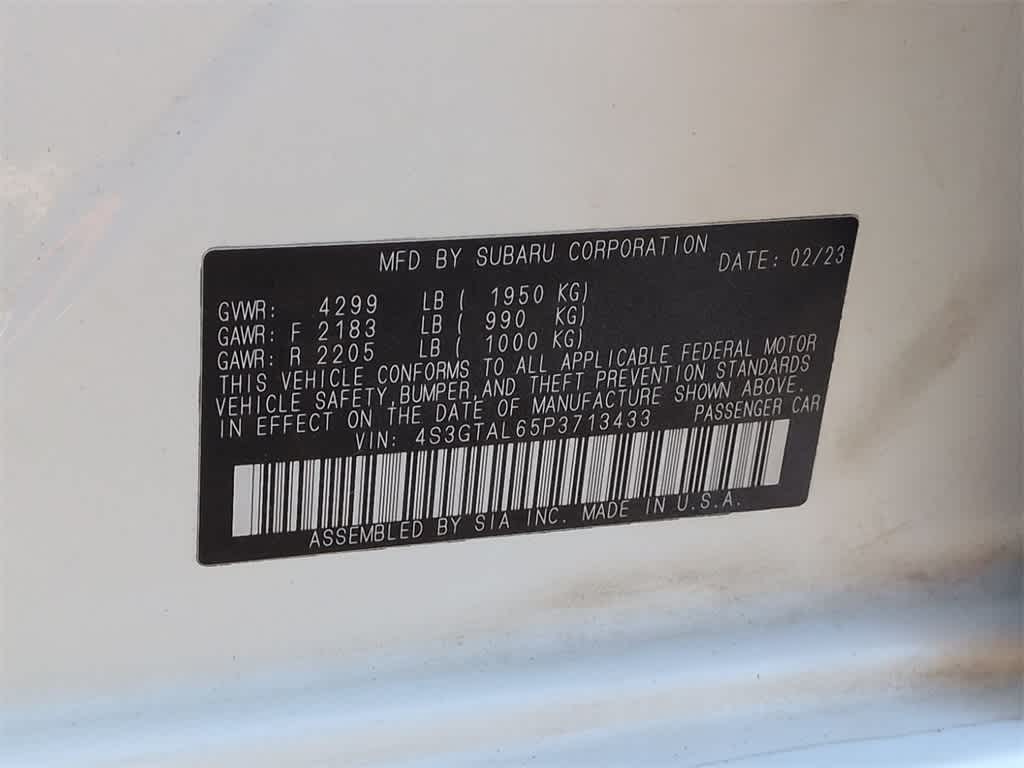 MFD BY SUBARU CORPORATION DATE: 02/23
GVWR: 4299 LB ( 1950 KG)
GAWR: F 2183 LB ( 990 KG)
GAWR: R 2205 LB ( 1000 KG)
THIS VEHICLE CONFORMS TO ALL APPLICABLE FEDERAL MOTOR
VEHICLE SAFETY,BUMPER,AND THEFT PREVENTION STANDARDS
IN EFFECT ON THE DATE OF MANUFACTURE SHOWN ABOVE.
VIN: 4S3GTAL65P3713433 PASSENGER CAR
ASSEMBLED BY SIA INC. MADE IN U.S.A.